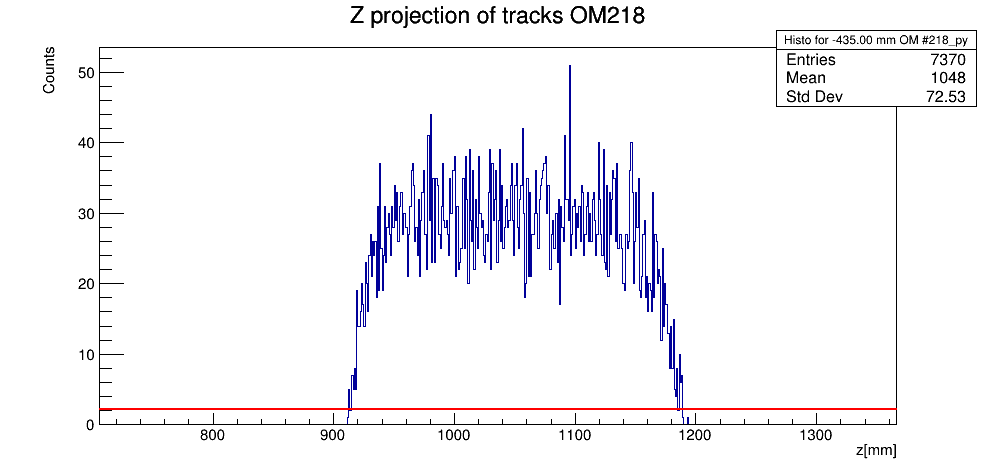 Z projection of tracks OM218
Histo for -435.00 mm OM #218_py
Entries 7370
Mean 1048
Std Dev 72.53
Counts
50
40
30
20
10
0
800 900 1000 1100 1200 1300
z[mm]